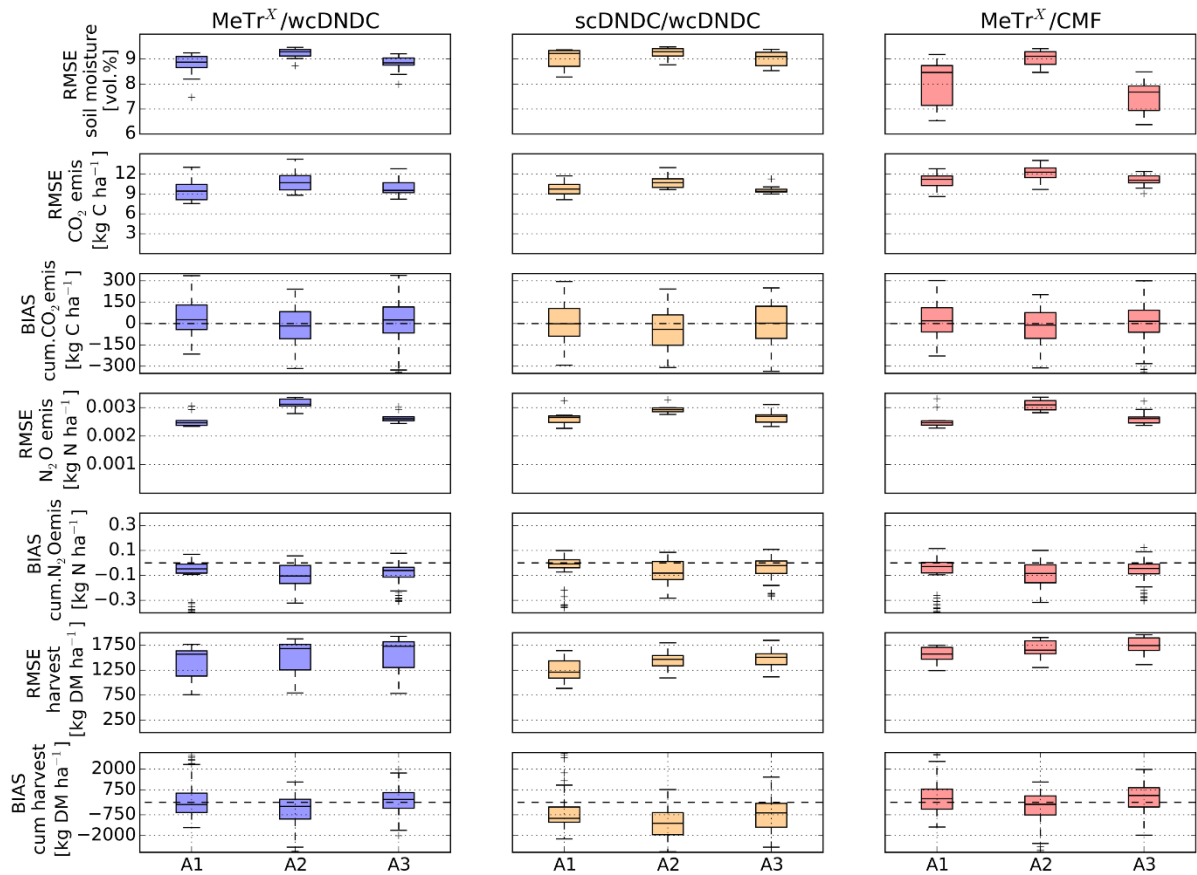 MeTr^X/wcDNDC
scDNDC/wcDNDC
MeTr^X/CMF
RMSE
soil moisture
[vol.%]
9
8
7
6
RMSE
CO₂ emis
[kg C ha⁻¹]
12
9
6
3
BIAS
cum.CO₂emis
[kg C ha⁻¹]
300
150
0
−150
−300
RMSE
N₂O emis
[kg N ha⁻¹]
0.003
0.002
0.001
BIAS
cum.N₂Oemis
[kg N ha⁻¹]
0.3
0.1
−0.1
−0.3
RMSE
harvest
[kg DM ha⁻¹]
1750
1250
750
250
BIAS
cum harvest
[kg DM ha⁻¹]
2000
750
−750
−2000
A1 A2 A3
A1 A2 A3
A1 A2 A3